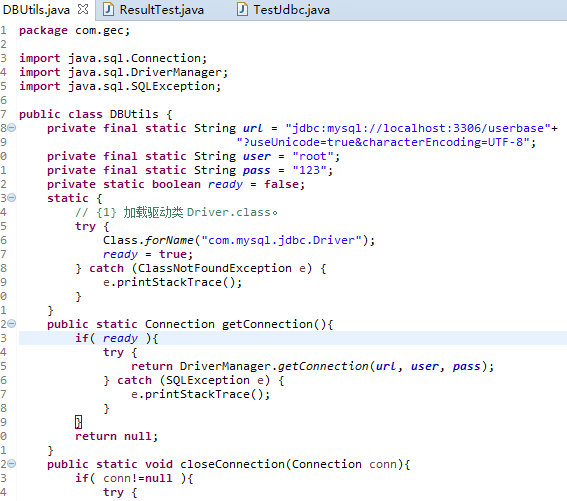 DBUtils.java ResultTest.java TestJdbc.java
1 package com.gec;
2
3 import java.sql.Connection;
4 import java.sql.DriverManager;
5 import java.sql.SQLException;
6
7 public class DBUtils {
8 private final static String url = "jdbc:mysql://localhost:3306/userbase"+
9 "?useUnicode=true&characterEncoding=UTF-8";
0 private final static String user = "root";
1 private final static String pass = "123";
2 private static boolean ready = false;
3 static {
4 // {1} 加载驱动类 Driver.class。
5 try {
6 Class.forName("com.mysql.jdbc.Driver");
7 ready = true;
8 } catch (ClassNotFoundException e) {
9 e.printStackTrace();
0 }
1 }
2 public static Connection getConnection(){
3 if( ready ){
4 try {
5 return DriverManager.getConnection(url, user, pass);
6 } catch (SQLException e) {
7 e.printStackTrace();
8 }
9 }
0 return null;
1 }
2 public static void closeConnection(Connection conn){
3 if( conn!=null ){
4 try {